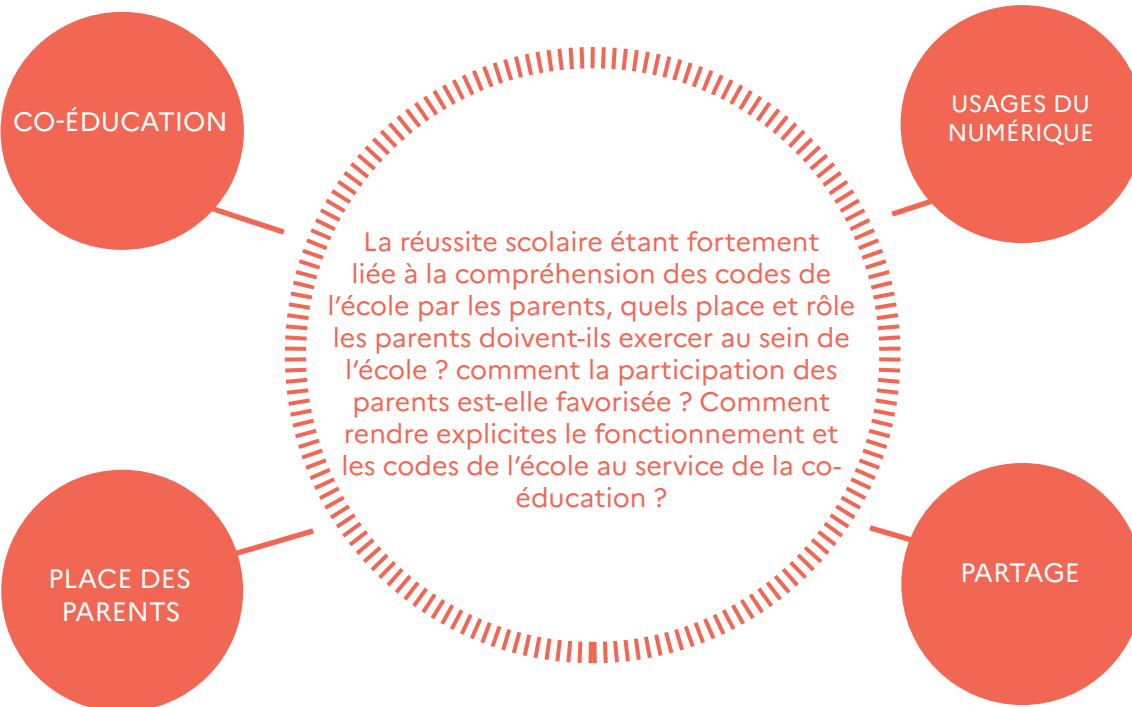 CO-ÉDUCATION
USAGES DU
NUMÉRIQUE
La réussite scolaire étant fortement
liée à la compréhension des codes de
l'école par les parents, quels place et rôle
les parents doivent-ils exercer au sein de
l'école ? comment la participation des
parents est-elle favorisée ? Comment
rendre explicites le fonctionnement et
les codes de l'école au service de la co-
éducation ?
PLACE DES
PARENTS
PARTAGE